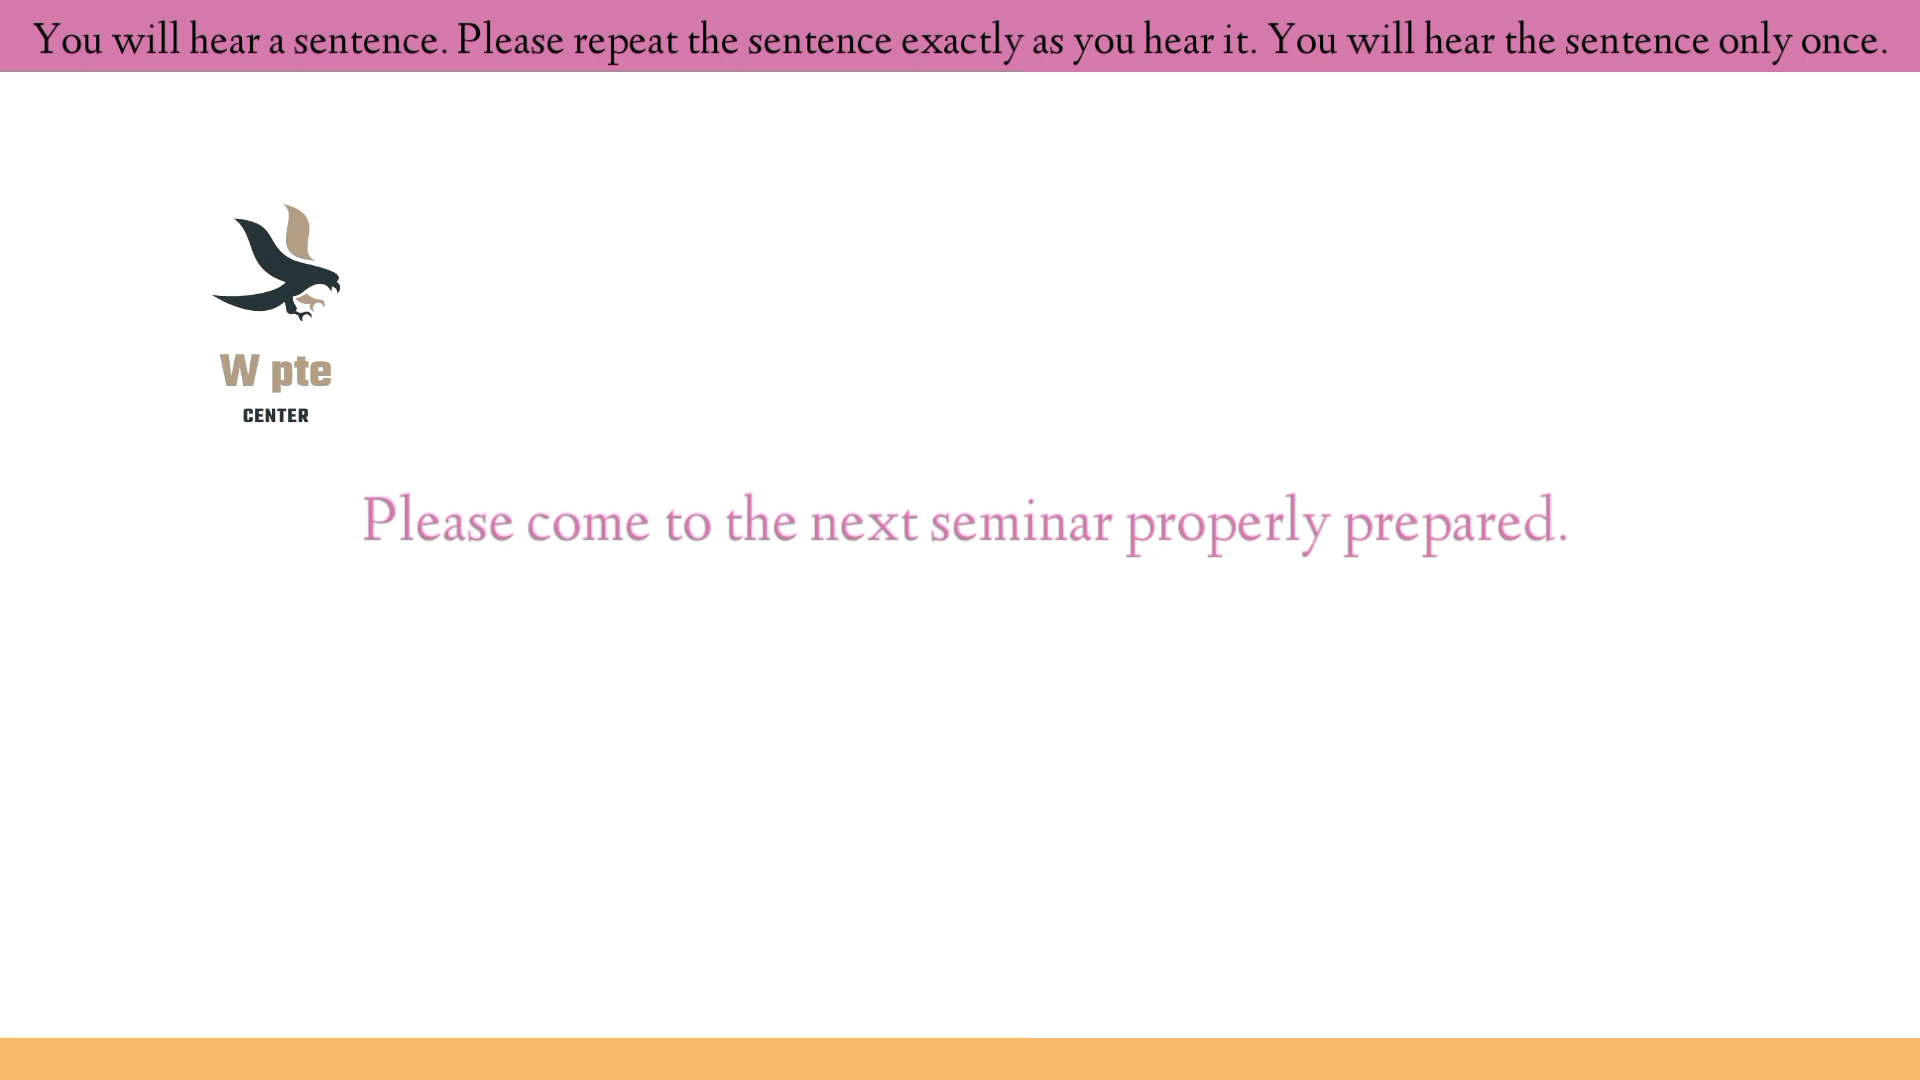 You will hear a sentence. Please repeat the sentence exactly as you hear it. You will hear the sentence only once.
W pte
CENTER
Please come to the next seminar properly prepared.